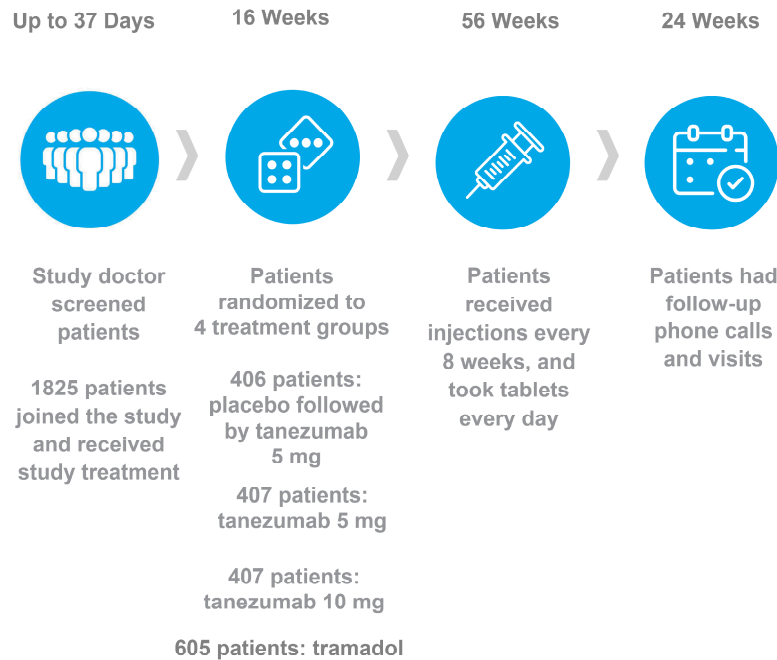 Up to 37 Days
16 Weeks
56 Weeks
24 Weeks
Study doctor
screened
patients
1825 patients
joined the study
and received
study treatment
Patients
randomized to
4 treatment groups
406 patients:
placebo followed
by tanezumab
5 mg
407 patients:
tanezumab 5 mg
407 patients:
tanezumab 10 mg
605 patients: tramadol
Patients
received
injections every
8 weeks, and
took tablets
every day
Patients had
follow-up
phone calls
and visits